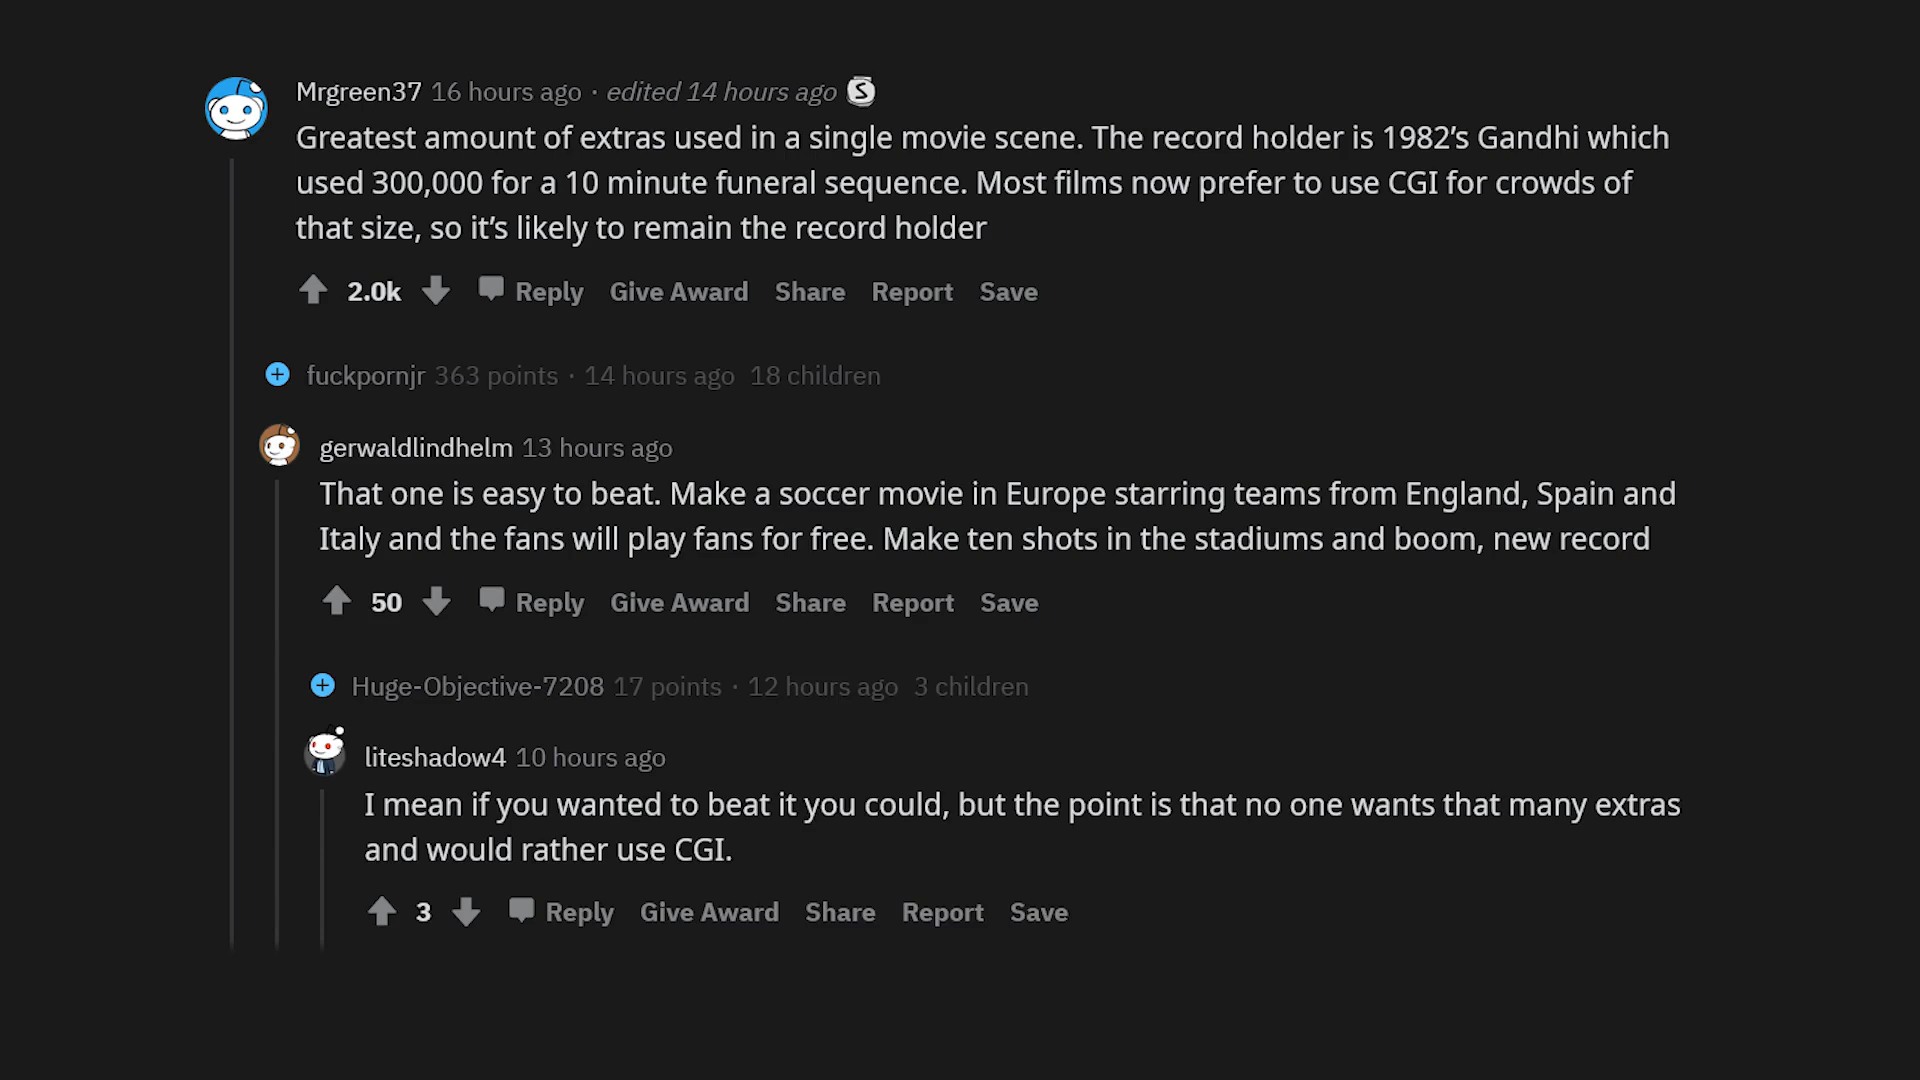 Mrgreen37 16 hours ago · edited 14 hours ago S
Greatest amount of extras used in a single movie scene. The record holder is 1982’s Gandhi which
used 300,000 for a 10 minute funeral sequence. Most films now prefer to use CGI for crowds of
that size, so it’s likely to remain the record holder
2.0k Reply Give Award Share Report Save
fuckpornjr 363 points · 14 hours ago 18 children
gerwaldlindhelm 13 hours ago
That one is easy to beat. Make a soccer movie in Europe starring teams from England, Spain and
Italy and the fans will play fans for free. Make ten shots in the stadiums and boom, new record
50 Reply Give Award Share Report Save
Huge-Objective-7208 17 points · 12 hours ago 3 children
liteshadow4 10 hours ago
I mean if you wanted to beat it you could, but the point is that no one wants that many extras
and would rather use CGI.
3 Reply Give Award Share Report Save